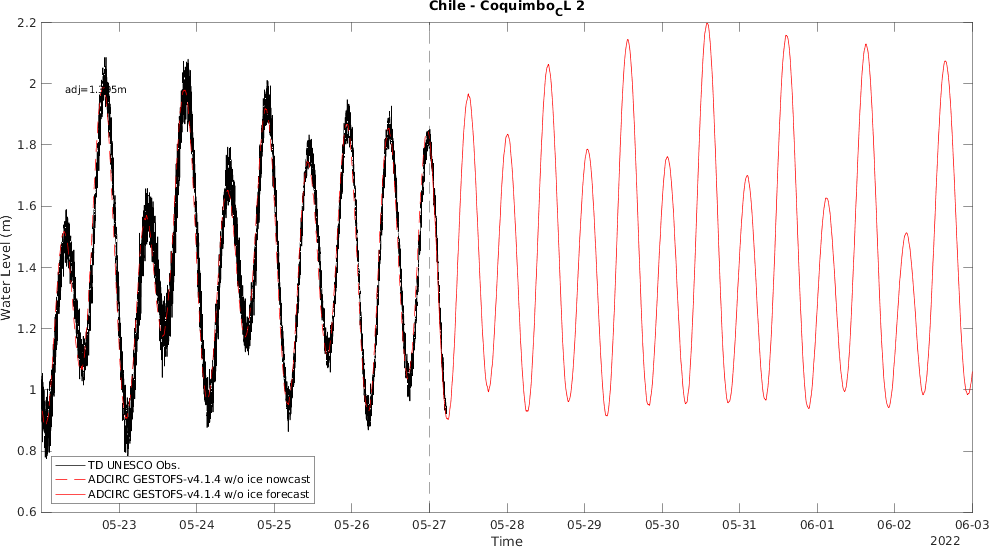 Chile - Coquimbo_CL 2
2.2
2
1.8
1.6
1.4
1.2
1
0.8
0.6
Water Level (m)
TD UNESCO Obs.
ADCIRC GESTOFS-v4.1.4 w/o ice nowcast
ADCIRC GESTOFS-v4.1.4 w/o ice forecast
05-23 05-24 05-25 05-26 05-27 05-28 05-29 05-30 05-31 06-01 06-02 06-03
Time
2022